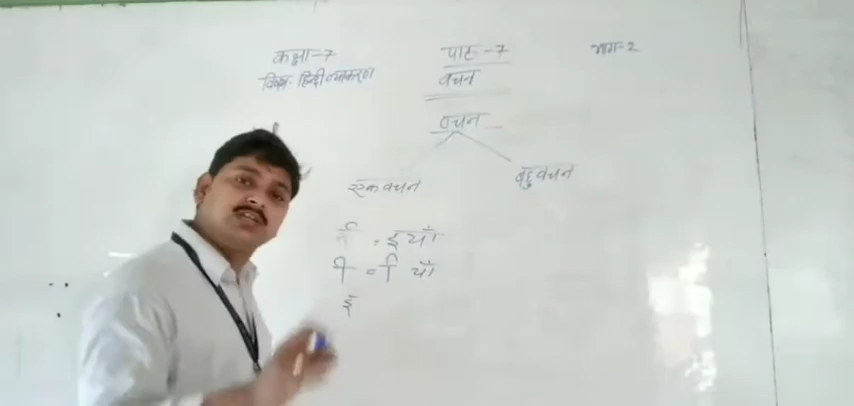 कक्षा-7 पाठ-7 भाग-2
विषय- हिन्दी व्याकरण वचन
वचन
एकवचन बहुवचन
= इयाँ
ी = ि याँ
इ